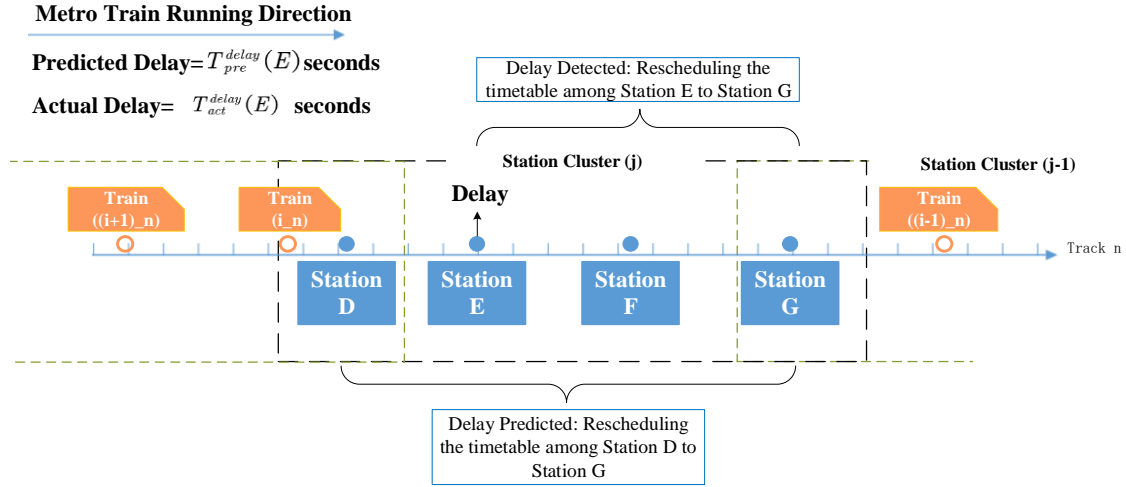 Metro Train Running Direction
Predicted Delay= $T_{pre}^{delay}(E)$ seconds
Actual Delay= $T_{act}^{delay}(E)$ seconds
Delay Detected: Rescheduling the
timetable among Station E to Station G
Station Cluster (j)
Station Cluster (j-1)
Train
((i+1)_n)
Train
(i_n)
Delay
Train
((i-1)_n)
Track n
Station
D
Station
E
Station
F
Station
G
Delay Predicted: Rescheduling
the timetable among Station D to
Station G